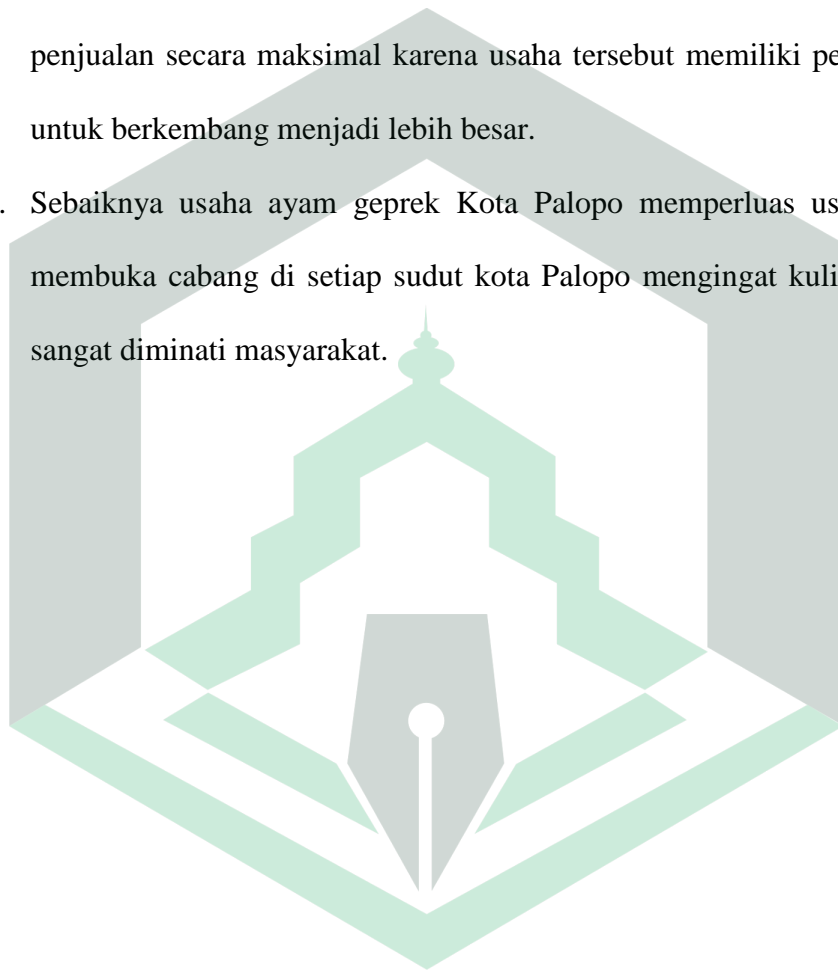 penjualan secara maksimal karena usaha tersebut memiliki pe
untuk berkembang menjadi lebih besar.
. Sebaiknya usaha ayam geprek Kota Palopo memperluas us
membuka cabang di setiap sudut kota Palopo mengingat kuli
sangat diminati masyarakat.